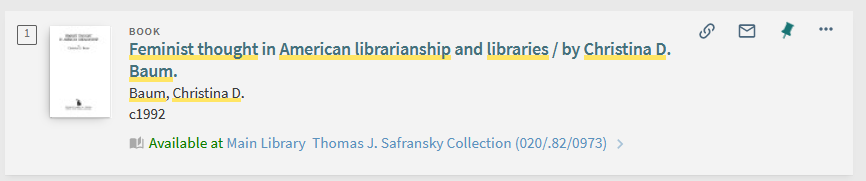 1
BOOK
Feminist thought in American librarianship and libraries / by Christina D.
Baum.
Baum, Christina D.
c1992
Available at Main Library Thomas J. Safransky Collection (020/.82/0973)